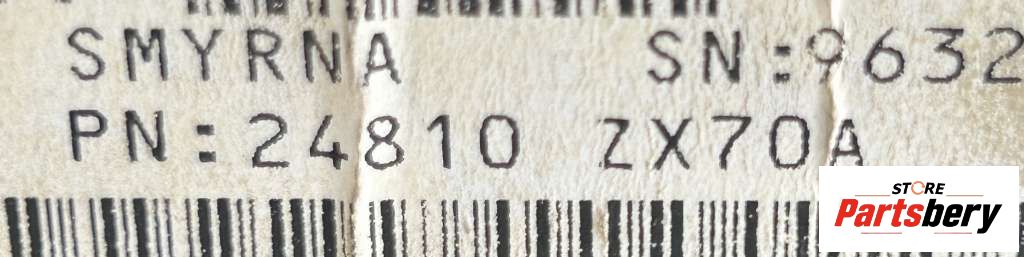 SMYRNA SN:9632
PN:24810 ZX70A
STORE
Partsbery